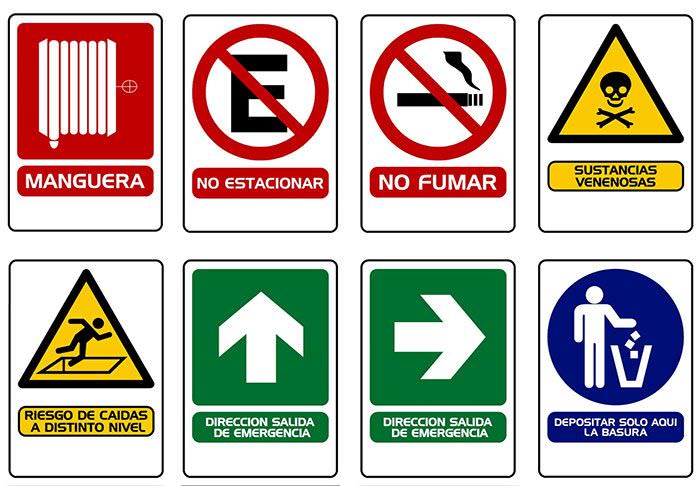 MANGUERA
E
NO ESTACIONAR
NO FUMAR
SUSTANCIAS
VENENOSAS
RIESGO DE CAIDAS
A DISTINTO NIVEL
DIRECCION SALIDA
DE EMERGENCIA
DIRECCION SALIDA
DE EMERGENCIA
DEPOSITAR SOLO AQUI
LA BASURA